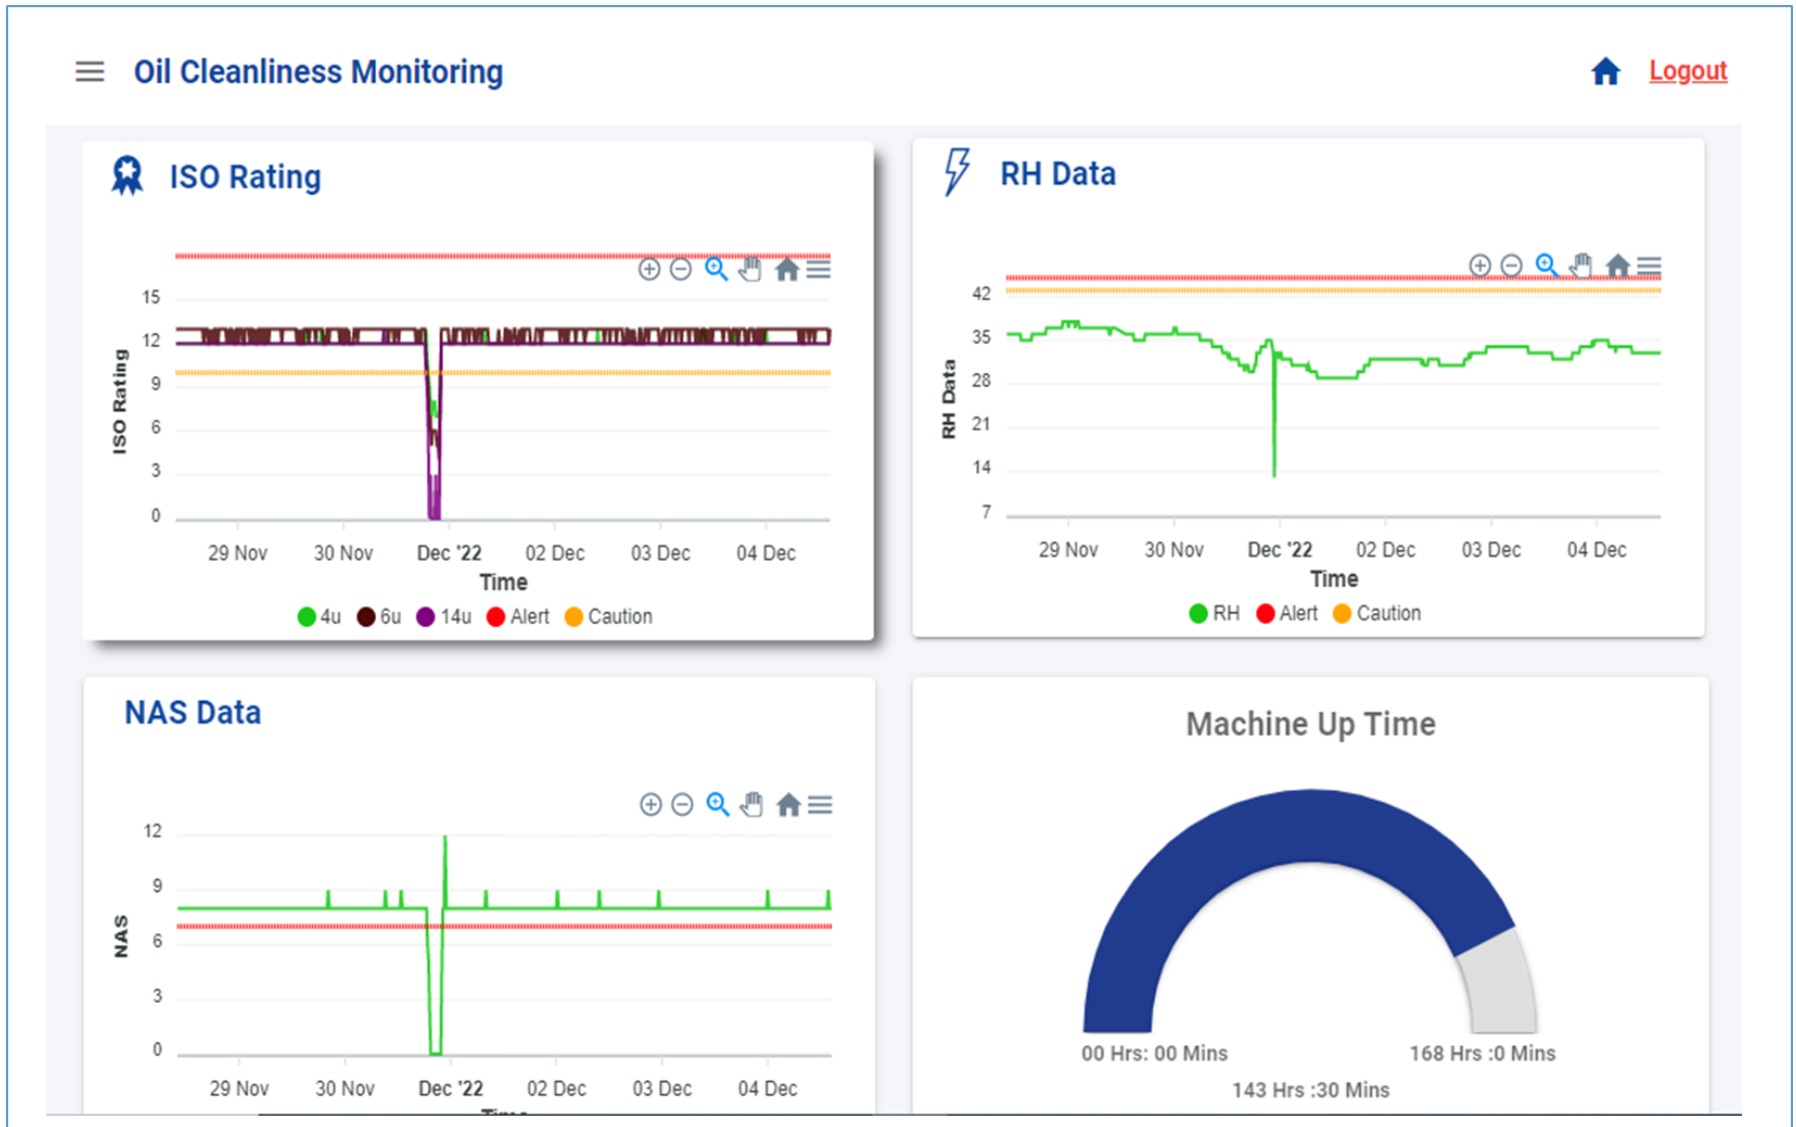 Oil Cleanliness Monitoring
Logout
ISO Rating
15
12
9
6
3
0
ISO Rating
29 Nov 30 Nov Dec '22 02 Dec 03 Dec 04 Dec
Time
4u 6u 14u Alert Caution
RH Data
42
35
28
21
14
7
RH Data
29 Nov 30 Nov Dec '22 02 Dec 03 Dec 04 Dec
Time
RH Alert Caution
NAS Data
12
9
6
3
0
NAS
29 Nov 30 Nov Dec '22 02 Dec 03 Dec 04 Dec
Time
Machine Up Time
00 Hrs: 00 Mins
168 Hrs :0 Mins
143 Hrs :30 Mins